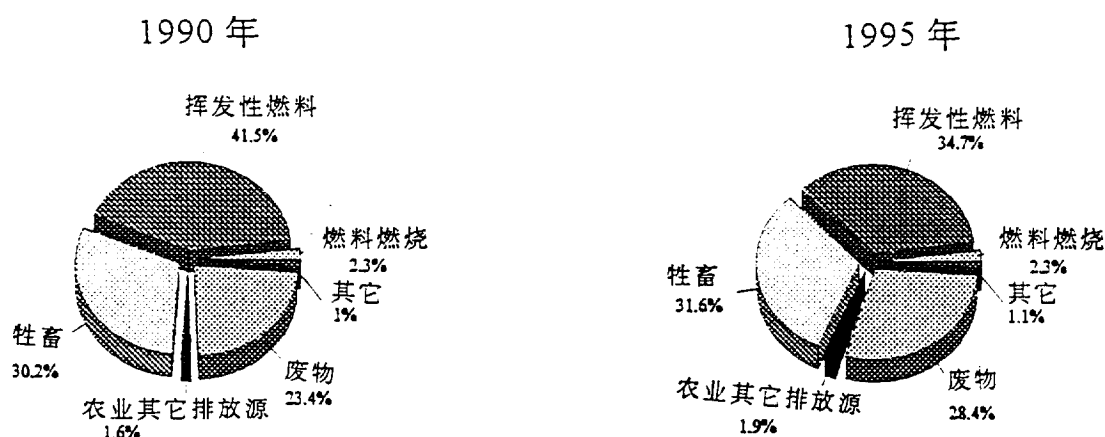 1990 年
挥发性燃料
41.5%
燃料燃烧
2.3%
其它
1%
牲畜
30.2%
废物
23.4%
农业其它排放源
1.6%
1995 年
挥发性燃料
34.7%
燃料燃烧
2.3%
其它
1.1%
牲畜
31.6%
废物
28.4%
农业其它排放源
1.9%